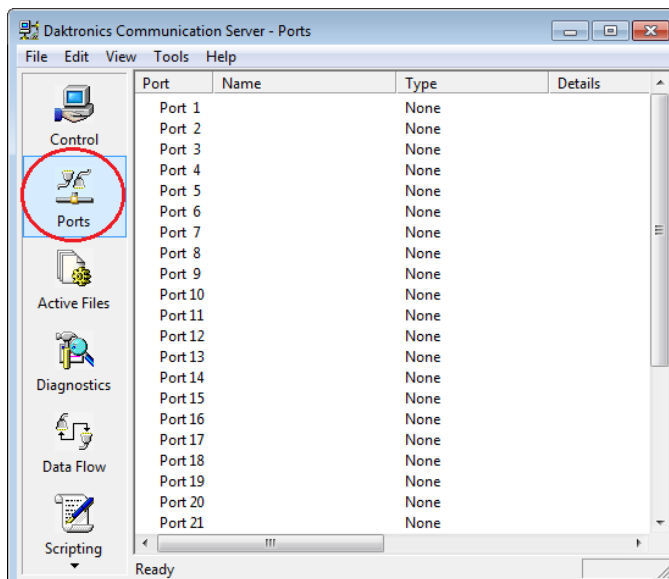 Daktronics Communication Server - Ports
File Edit View Tools Help
Control
Ports
Active Files
Diagnostics
Data Flow
Scripting
Port Name Type Details
Port 1 None
Port 2 None
Port 3 None
Port 4 None
Port 5 None
Port 6 None
Port 7 None
Port 8 None
Port 9 None
Port 10 None
Port 11 None
Port 12 None
Port 13 None
Port 14 None
Port 15 None
Port 16 None
Port 17 None
Port 18 None
Port 19 None
Port 20 None
Port 21 None
Ready